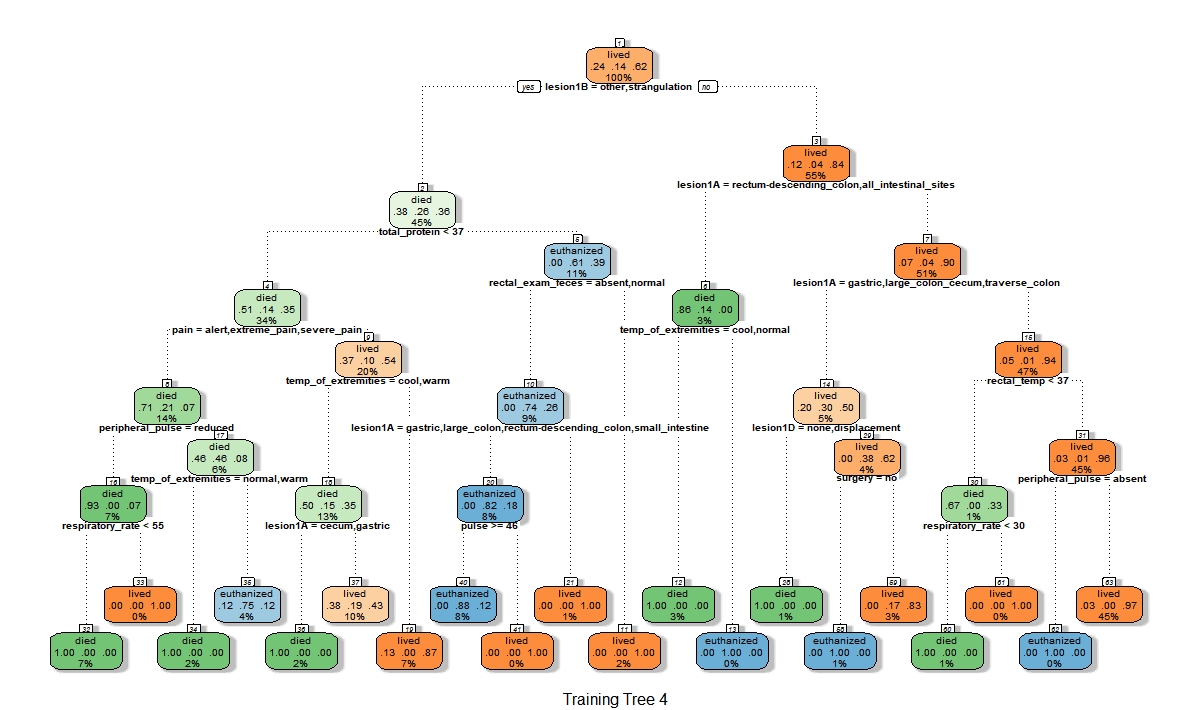 1
lived
.24 .14 .62
100%
yes lesion1B = other,strangulation no
3
lived
.12 .04 .84
55%
lesion1A = rectum-descending_colon,all_intestinal_sites
2
died
.38 .26 .36
45%
total_protein < 37
5
euthanized
.00 .61 .39
11%
rectal_exam_feces = absent,normal
7
lived
.07 .04 .90
51%
lesion1A = gastric,large_colon_cecum,traverse_colon
4
died
.51 .14 .35
34%
pain = alert,extreme_pain,severe_pain
6
died
.86 .14 .00
3%
temp_of_extremities = cool,normal
9
lived
.37 .10 .54
20%
temp_of_extremities = cool,warm
15
lived
.05 .01 .94
47%
rectal_temp < 37
8
died
.71 .21 .07
14%
peripheral_pulse = reduced
10
euthanized
.00 .74 .26
9%
lesion1A = gastric,large_colon,rectum-descending_colon,small_intestine
14
lived
.20 .30 .50
5%
lesion1D = none,displacement
17
died
.46 .46 .08
6%
temp_of_extremities = normal,warm
29
lived
.00 .38 .62
4%
surgery = no
31
lived
.03 .01 .96
45%
peripheral_pulse = absent
16
died
.93 .00 .07
7%
respiratory_rate < 55
18
died
.50 .15 .35
13%
lesion1A = cecum,gastric
20
euthanized
.00 .82 .18
8%
pulse >= 46
30
died
.67 .00 .33
1%
respiratory_rate < 30
33
lived
.00 .00 1.00
0%
35
euthanized
.12 .75 .12
4%
37
lived
.38 .19 .43
10%
40
euthanized
.00 .88 .12
8%
21
lived
.00 .00 1.00
1%
12
died
1.00 .00 .00
3%
28
died
1.00 .00 .00
1%
59
lived
.00 .17 .83
3%
61
lived
.00 .00 1.00
0%
63
lived
.03 .00 .97
45%
32
died
1.00 .00 .00
7%
34
died
1.00 .00 .00
2%
36
died
1.00 .00 .00
2%
19
lived
.13 .00 .87
7%
41
lived
.00 .00 1.00
0%
11
lived
.00 .00 1.00
2%
13
euthanized
.00 1.00 .00
0%
58
euthanized
.00 1.00 .00
1%
60
died
1.00 .00 .00
1%
62
euthanized
.00 1.00 .00
0%
Training Tree 4